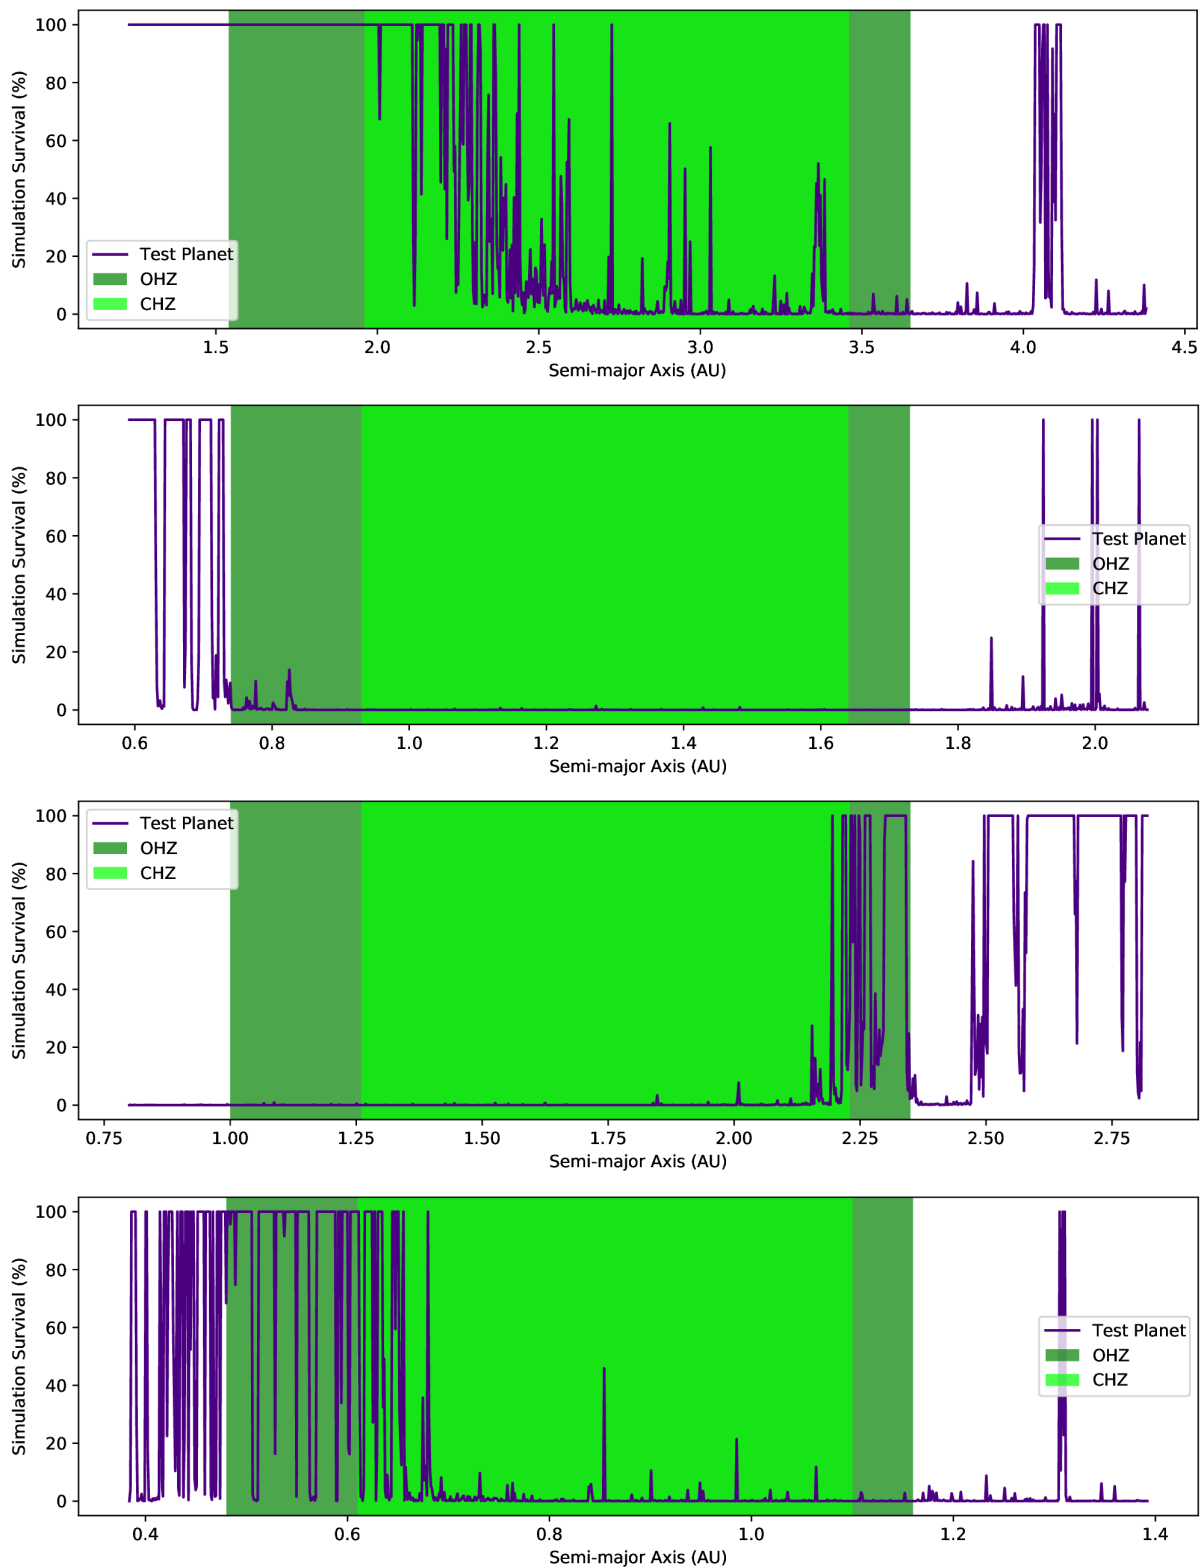 100
80
60
40
20
0
Simulation Survival (%)
Test Planet
OHZ
CHZ
1.5 2.0 2.5 3.0 3.5 4.0 4.5
Semi-major Axis (AU)
100
80
60
40
20
0
Simulation Survival (%)
Test Planet
OHZ
CHZ
0.6 0.8 1.0 1.2 1.4 1.6 1.8 2.0
Semi-major Axis (AU)
100
80
60
40
20
0
Simulation Survival (%)
Test Planet
OHZ
CHZ
0.75 1.00 1.25 1.50 1.75 2.00 2.25 2.50 2.75
Semi-major Axis (AU)
100
80
60
40
20
0
Simulation Survival (%)
Test Planet
OHZ
CHZ
0.4 0.6 0.8 1.0 1.2 1.4
Semi-major Axis (AU)